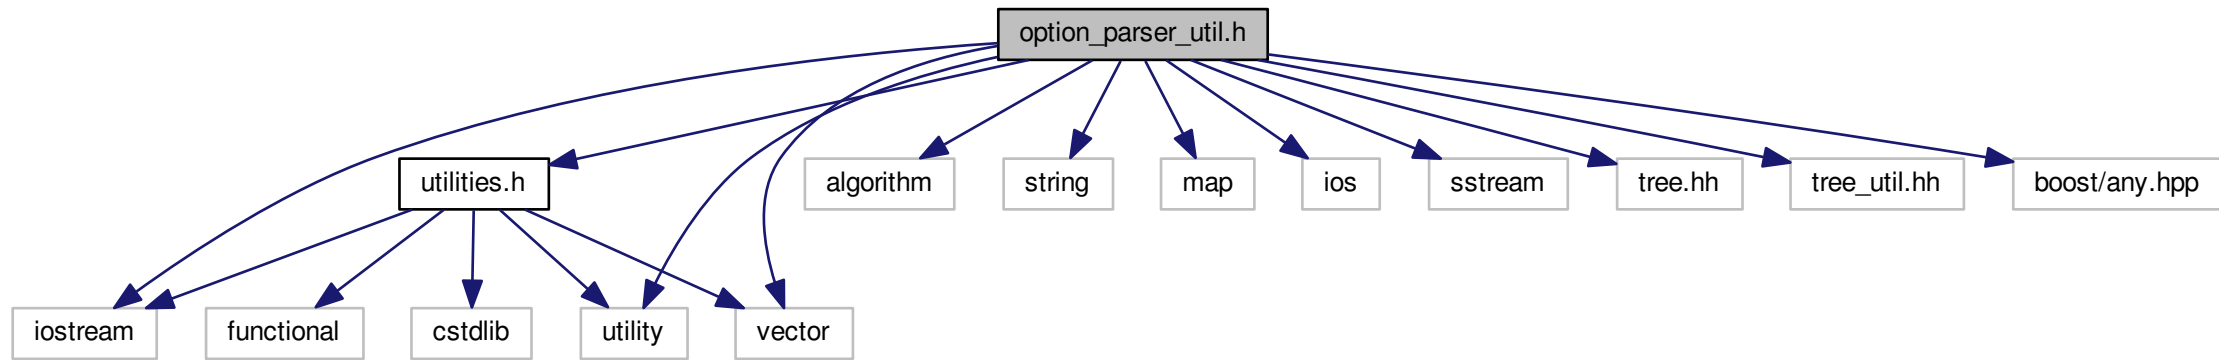 option_parser_util.h
utilities.h
algorithm
string
map
ios
sstream
tree.hh
tree_util.hh
boost/any.hpp
iostream
functional
cstdlib
utility
vector